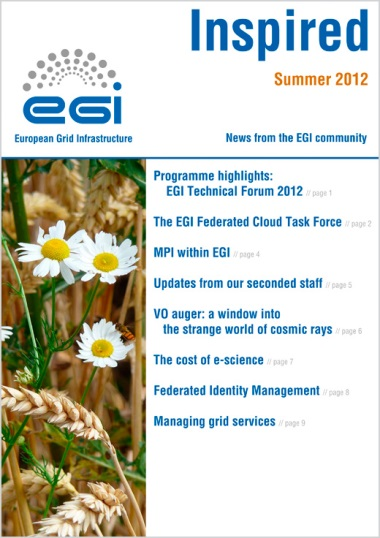 Inspired
Summer 2012
egi
European Grid Infrastructure
News from the EGI community
Programme highlights:
EGI Technical Forum 2012 // page 1
The EGI Federated Cloud Task Force // page 2
MPI within EGI // page 4
Updates from our seconded staff // page 5
VO auger: a window into
the strange world of cosmic rays // page 6
The cost of e-science // page 7
Federated Identity Management // page 8
Managing grid services // page 9